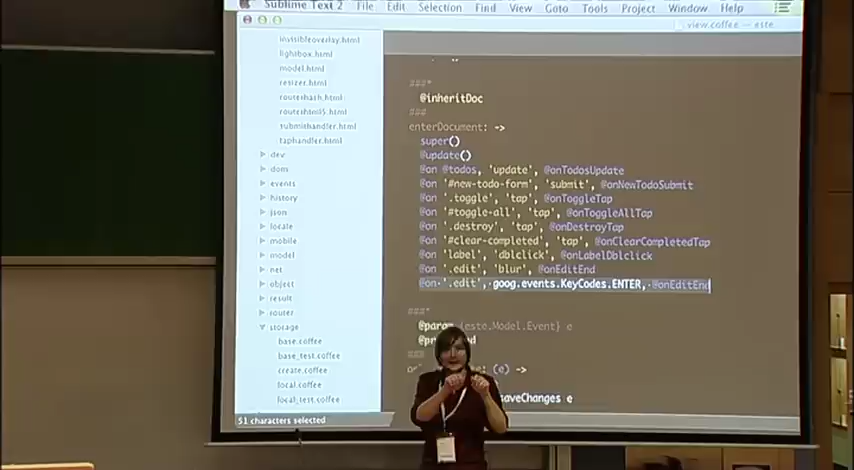 Sublime Text 2 File Edit Selection Find View Goto Tools Project Window Help
view.coffee — este
invisibleoverlay.html
lightbox.html
model.html
resizer.html
routerhash.html
routerhtml5.html
submithandler.html
taphandler.html
dev
dom
events
history
json
locale
mobile
model
net
object
result
router
storage
base.coffee
base_test.coffee
create.coffee
local.coffee
local_test.coffee
51 characters selected
###*
@inheritDoc
###
enterDocument: ->
super()
@update()
@on @todos, 'update', @onTodosUpdate
@on '#new-todo-form', 'submit', @onNewTodoSubmit
@on '.toggle', 'tap', @onToggleTap
@on '#toggle-all', 'tap', @onToggleAllTap
@on '.destroy', 'tap', @onDestroyTap
@on '#clear-completed', 'tap', @onClearCompletedTap
@on 'label', 'dblclick', @onLabelDblclick
@on '.edit', 'blur', @onEditEnd
@on '.edit', goog.events.KeyCodes.ENTER, @onEditEnd
###*
@param {este.Model.Event} e
###
(e) ->
saveChanges e